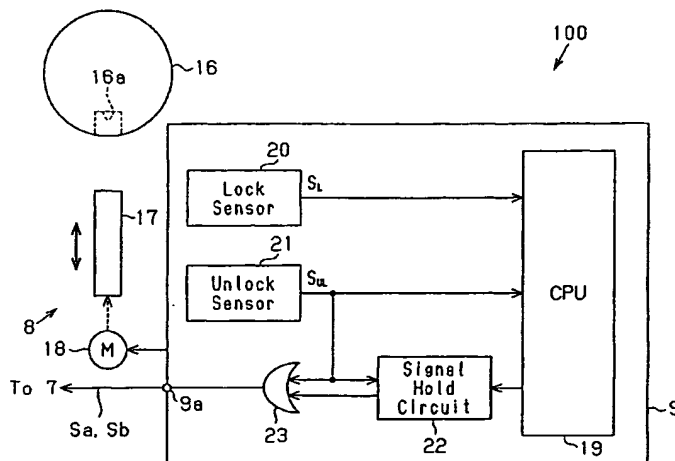 100
16
16a
20
Lock
Sensor
SL
17
21
Unlock
Sensor
SUL
CPU
8
18
M
Signal
Hold
Circuit
To 7
9a
Sa, Sb
23
22
19
9